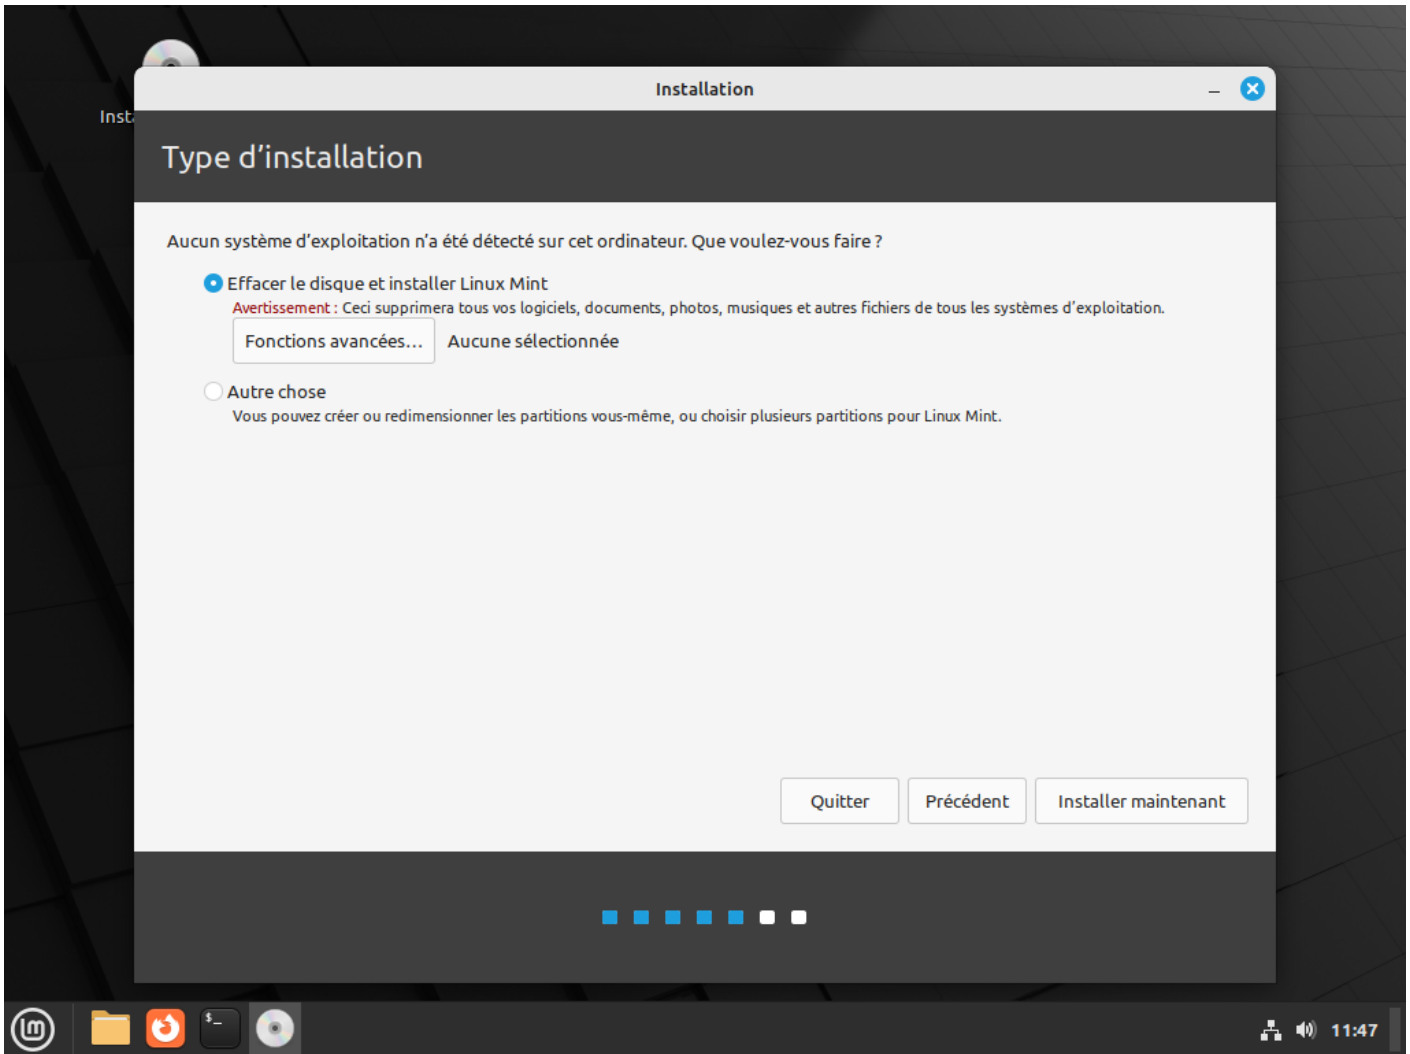 Insta
Installation
Type d’installation
Aucun système d’exploitation n’a été détecté sur cet ordinateur. Que voulez-vous faire ?
Effacer le disque et installer Linux Mint
Avertissement : Ceci supprimera tous vos logiciels, documents, photos, musiques et autres fichiers de tous les systèmes d’exploitation.
Fonctions avancées... Aucune sélectionnée
Autre chose
Vous pouvez créer ou redimensionner les partitions vous-même, ou choisir plusieurs partitions pour Linux Mint.
Quitter Précédent Installer maintenant
$_ 11:47